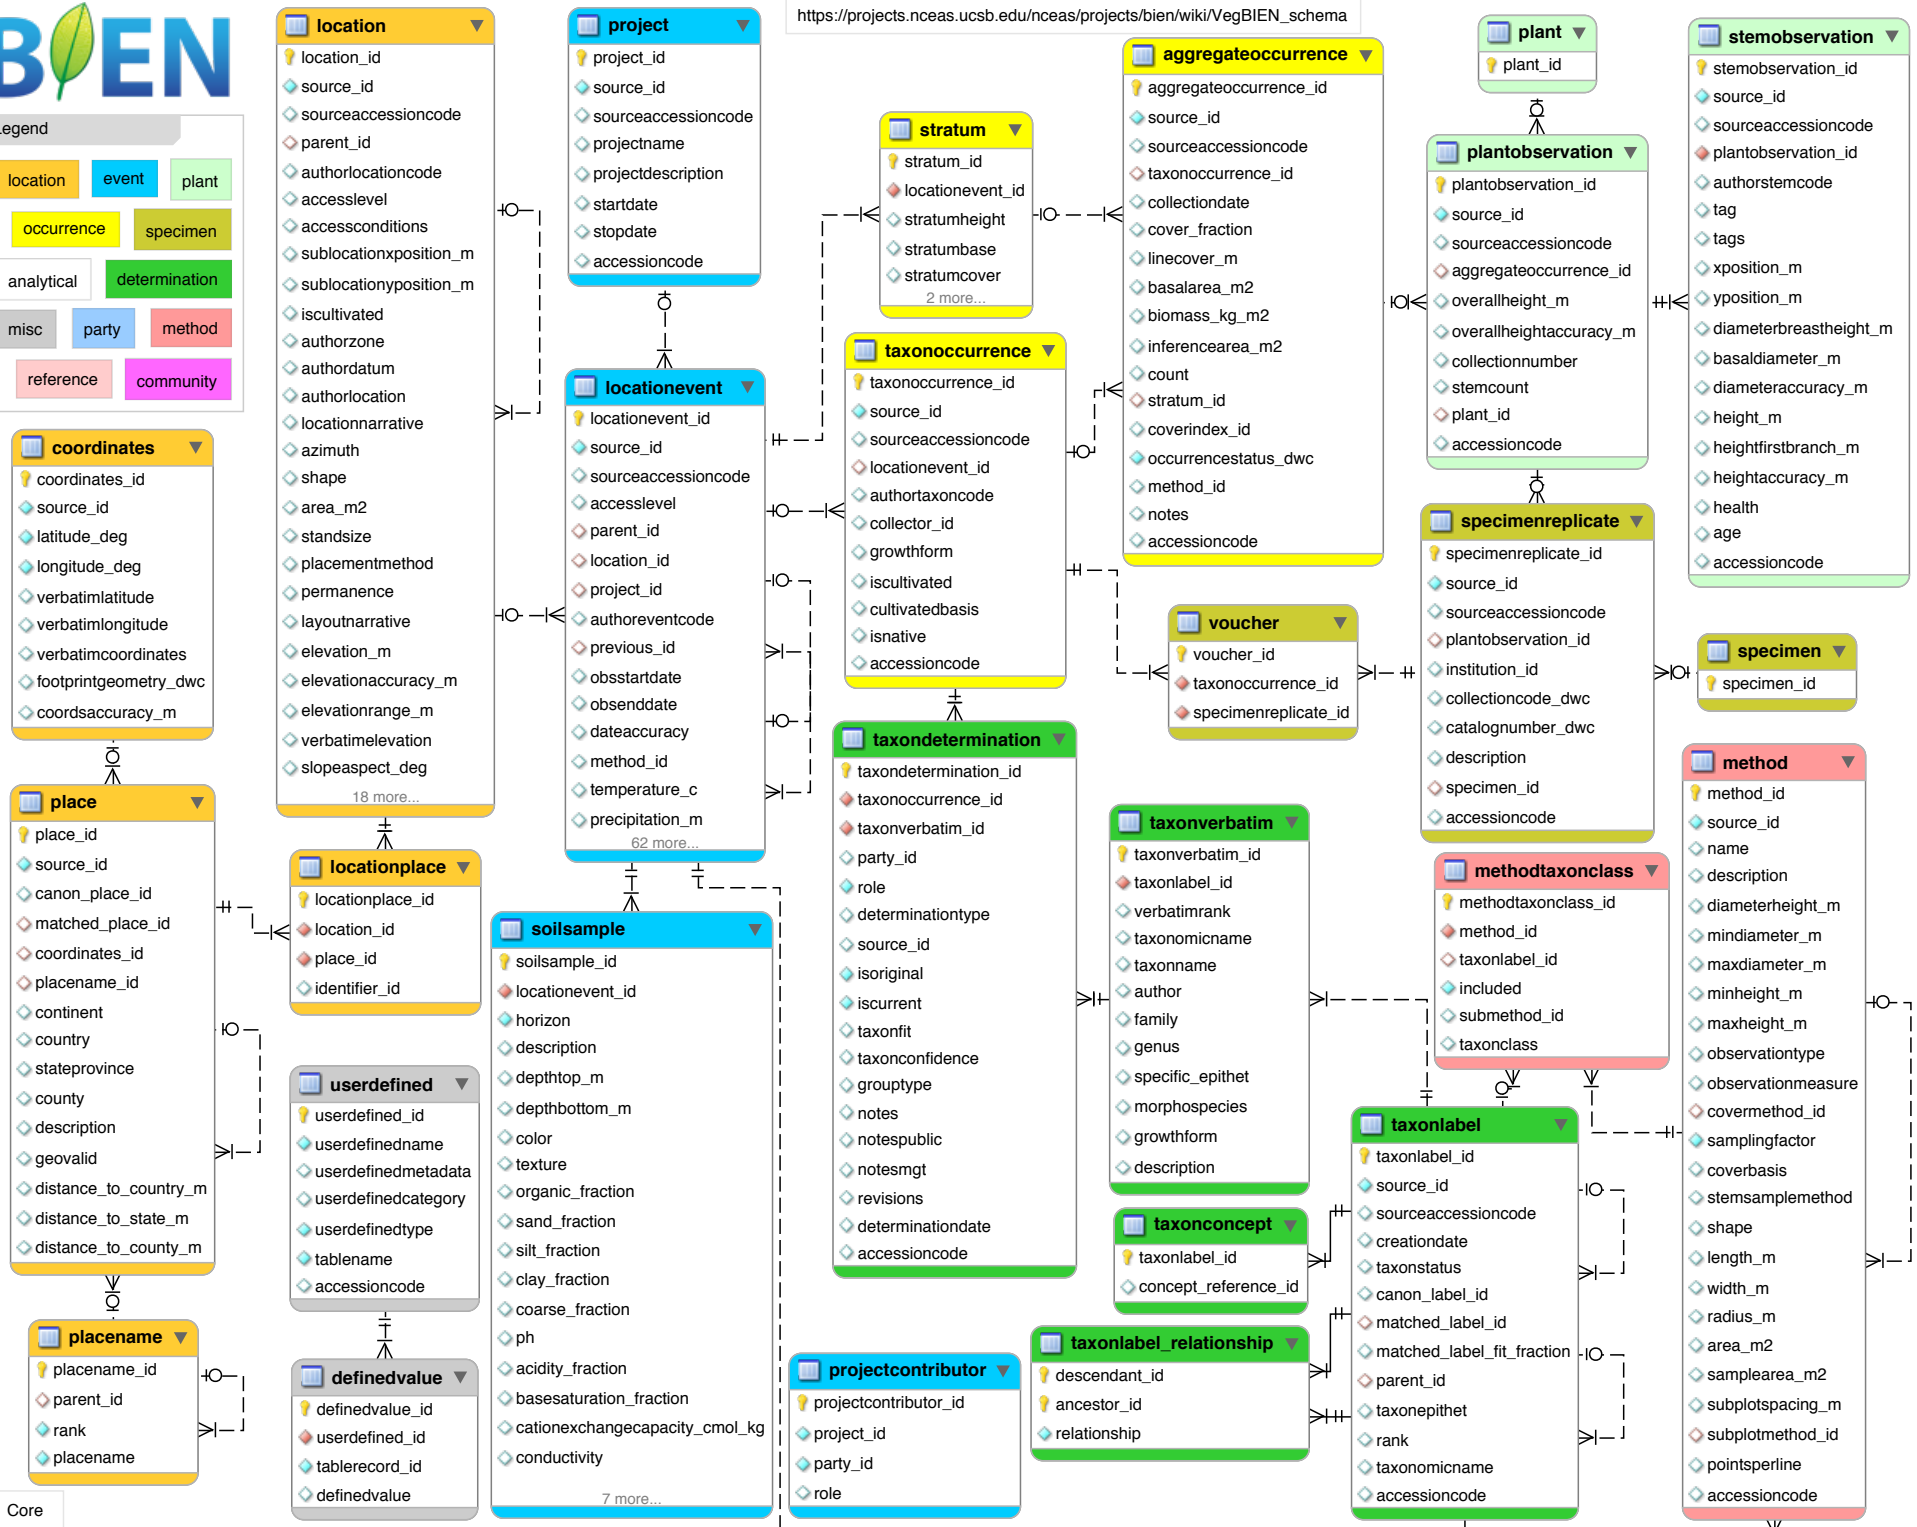 BIEN
https://projects.nceas.ucsb.edu/nceas/projects/bien/wiki/VegBIEN_schema
egend
location
event
plant
occurrence
specimen
analytical
determination
misc
party
method
reference
community
location
location_id
source_id
sourceaccessioncode
parent_id
authorlocationcode
accesslevel
accessconditions
sublocationxposition_m
sublocationyposition_m
iscultivated
authorzone
authordatum
authorlocation
locationnarrative
azimuth
shape
area_m2
standsize
placementmethod
permanence
layoutnarrative
elevation_m
elevationaccuracy_m
elevationrange_m
verbatimelevation
slopeaspect_deg
18 more...
project
project_id
source_id
sourceaccessioncode
projectname
projectdescription
startdate
stopdate
accessioncode
stratum
stratum_id
locationevent_id
stratumheight
stratumbase
stratumcover
2 more...
aggregateoccurrence
aggregateoccurrence_id
source_id
sourceaccessioncode
taxonoccurrence_id
collectiondate
cover_fraction
linecover_m
basalarea_m2
biomass_kg_m2
inferencearea_m2
count
stratum_id
coverindex_id
occurrencestatus_dwc
method_id
notes
accessioncode
plant
plant_id
plantobservation
plantobservation_id
source_id
sourceaccessioncode
aggregateoccurrence_id
overallheight_m
overallheightaccuracy_m
collectionnumber
stemcount
plant_id
accessioncode
stemobservation
stemobservation_id
source_id
sourceaccessioncode
plantobservation_id
authorstemcode
tag
tags
xposition_m
yposition_m
diameterbreastheight_m
basaldiameter_m
diameteraccuracy_m
height_m
heightfirstbranch_m
heightaccuracy_m
health
age
accessioncode
coordinates
coordinates_id
source_id
latitude_deg
longitude_deg
verbatimlatitude
verbatimlongitude
verbatimcoordinates
footprintgeometry_dwc
coordsaccuracy_m
locationevent
locationevent_id
source_id
sourceaccessioncode
accesslevel
parent_id
location_id
project_id
authoreventcode
previous_id
obsstartdate
obsenddate
dateaccuracy
method_id
temperature_c
precipitation_m
62 more...
taxonoccurrence
taxonoccurrence_id
source_id
sourceaccessioncode
locationevent_id
authortaxoncode
collector_id
growthform
iscultivated
cultivatedbasis
isnative
accessioncode
voucher
voucher_id
taxonoccurrence_id
specimenreplicate_id
specimenreplicate
specimenreplicate_id
source_id
sourceaccessioncode
plantobservation_id
institution_id
collectioncode_dwc
catalognumber_dwc
description
specimen_id
accessioncode
specimen
specimen_id
place
place_id
source_id
canon_place_id
matched_place_id
coordinates_id
placename_id
continent
country
stateprovince
county
description
geovalid
distance_to_country_m
distance_to_state_m
distance_to_county_m
locationplace
locationplace_id
location_id
place_id
identifier_id
soilsample
soilsample_id
locationevent_id
horizon
description
depthtop_m
depthbottom_m
color
texture
organic_fraction
sand_fraction
silt_fraction
clay_fraction
coarse_fraction
ph
acidity_fraction
basesaturation_fraction
cationexchangecapacity_cmol_kg
conductivity
7 more...
taxondetermination
taxondetermination_id
taxonoccurrence_id
taxonverbatim_id
party_id
role
determinationtype
source_id
isoriginal
iscurrent
taxonfit
taxonconfidence
grouptype
notes
notespublic
notesmgt
revisions
determinationdate
accessioncode
taxonverbatim
taxonverbatim_id
taxonlabel_id
verbatimrank
taxonomicname
taxonname
author
family
genus
specific_epithet
morphospecies
growthform
description
methodtaxonclass
methodtaxonclass_id
method_id
taxonlabel_id
included
submethod_id
taxonclass
method
method_id
source_id
name
description
diameterheight_m
mindiameter_m
maxdiameter_m
minheight_m
maxheight_m
observationtype
observationmeasure
covermethod_id
samplingfactor
coverbasis
stemsamplemethod
shape
length_m
width_m
radius_m
area_m2
samplearea_m2
subplotspacing_m
subplotmethod_id
pointsperline
accessioncode
userdefined
userdefined_id
userdefinedname
userdefinedmetadata
userdefinedcategory
userdefinedtype
tablename
accessioncode
taxonlabel
taxonlabel_id
source_id
sourceaccessioncode
creationdate
taxonstatus
canon_label_id
matched_label_id
matched_label_fit_fraction
parent_id
taxonepithet
rank
taxonomicname
accessioncode
taxonconcept
taxonlabel_id
concept_reference_id
taxonlabel_relationship
descendant_id
ancestor_id
relationship
placename
placename_id
parent_id
rank
placename
definedvalue
definedvalue_id
userdefined_id
tablerecord_id
definedvalue
projectcontributor
projectcontributor_id
project_id
party_id
role
Core